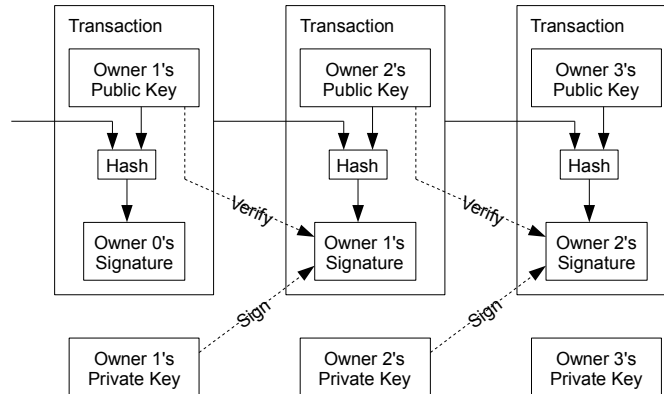 Transaction
Owner 1's
Public Key
Hash
Verify
Owner 0's
Signature
Sign
Owner 1's
Private Key
Transaction
Owner 2's
Public Key
Hash
Verify
Owner 1's
Signature
Sign
Owner 2's
Private Key
Transaction
Owner 3's
Public Key
Hash
Owner 2's
Signature
Owner 3's
Private Key